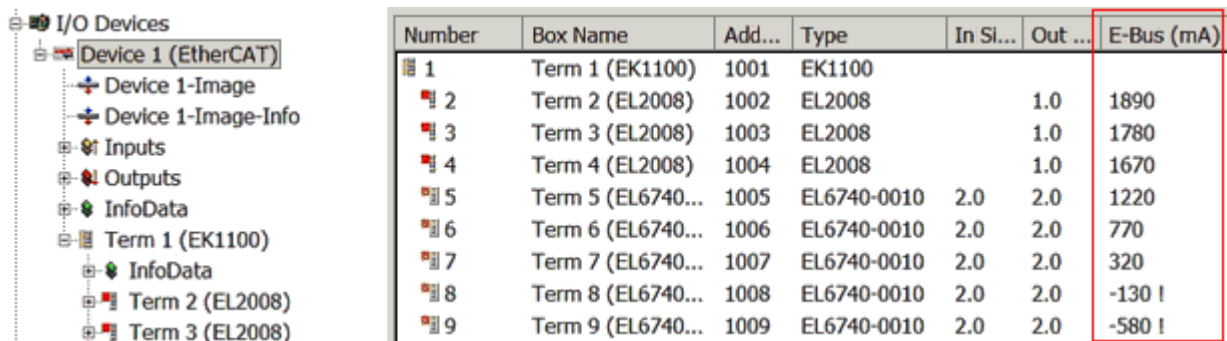 I/O Devices
Device 1 (EtherCAT)
Device 1-Image
Device 1-Image-Info
Inputs
Outputs
InfoData
Term 1 (EK1100)
InfoData
Term 2 (EL2008)
Term 3 (EL2008)
Number Box Name Add... Type In Si... Out ... E-Bus (mA)
1 Term 1 (EK1100) 1001 EK1100
2 Term 2 (EL2008) 1002 EL2008 1.0 1890
3 Term 3 (EL2008) 1003 EL2008 1.0 1780
4 Term 4 (EL2008) 1004 EL2008 1.0 1670
5 Term 5 (EL6740... 1005 EL6740-0010 2.0 2.0 1220
6 Term 6 (EL6740... 1006 EL6740-0010 2.0 2.0 770
7 Term 7 (EL6740... 1007 EL6740-0010 2.0 2.0 320
8 Term 8 (EL6740... 1008 EL6740-0010 2.0 2.0 -130 !
9 Term 9 (EL6740... 1009 EL6740-0010 2.0 2.0 -580 !